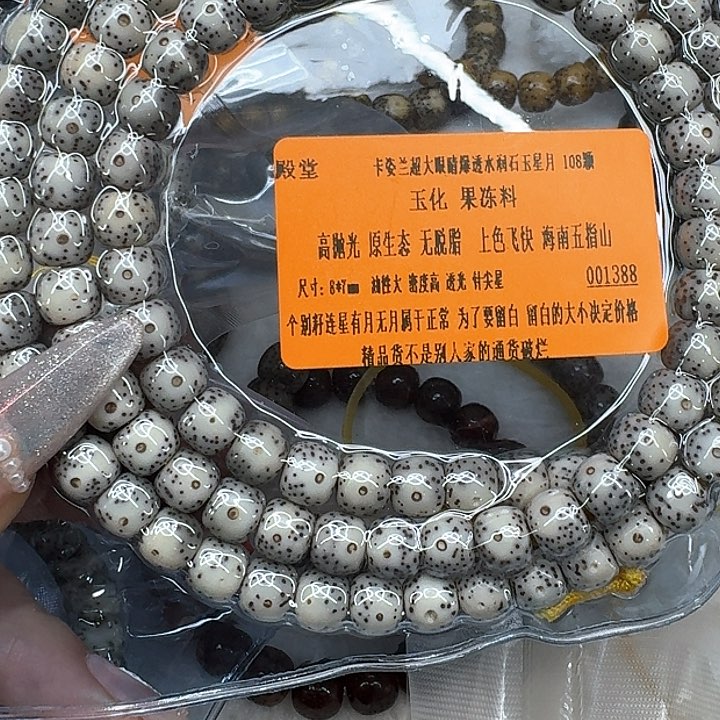 殿堂 卡姿兰超大眼睛爆透水润石玉星月 108颗
玉化 果冻料
高抛光 原生态 无脱脂 上色飞快 海南五指山
尺寸:8*7mm 油性大 密度高 透光 针尖星 001388
个别籽连星有月无月属于正常 为了要留白 留白的大小决定价格
精品货不是别人家的通货破烂